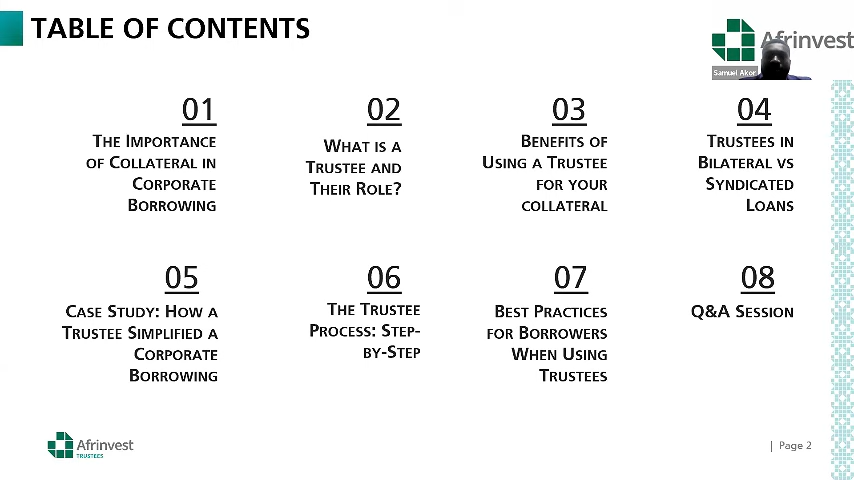 TABLE OF CONTENTS
Afrinvest
Samuel Akor
01
THE IMPORTANCE
OF COLLATERAL IN
CORPORATE
BORROWING
02
WHAT IS A
TRUSTEE AND
THEIR ROLE?
03
BENEFITS OF
USING A TRUSTEE
FOR YOUR
COLLATERAL
04
TRUSTEES IN
BILATERAL VS
SYNDICATED
LOANS
05
CASE STUDY: HOW A
TRUSTEE SIMPLIFIED A
CORPORATE
BORROWING
06
THE TRUSTEE
PROCESS: STEP-
BY-STEP
07
BEST PRACTICES
FOR BORROWERS
WHEN USING
TRUSTEES
08
Q&A SESSION
Afrinvest
TRUSTEES
| Page 2